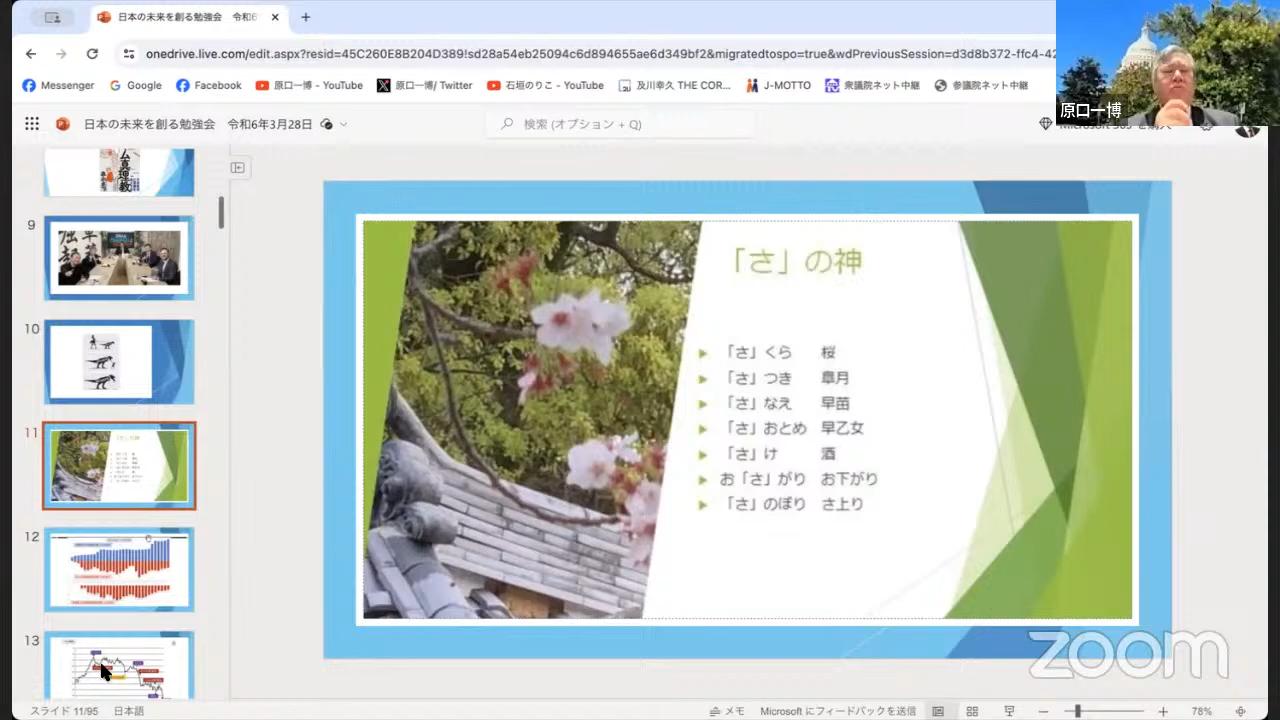 日本の未来を創る勉強会 令和6
onedrive.live.com/edit.aspx?resid=45C260E8B204D389!sd28a54eb25094c6d894655ae6d349bf2&migratedtospo=true&wdPreviousSession=d3d8b372-ffc4-42
Messenger Google Facebook 原口一博 - YouTube 原口一博/ Twitter 石垣のりこ - YouTube 及川幸久 THE COR... J-MOTTO 衆議院ネット中継 参議院ネット中継
原口一博
日本の未来を創る勉強会 令和6年3月28日
検索 (オプション + Q)
9
10
11
12
13
「さ」の神
「さ」くら 桜
「さ」つき 皐月
「さ」なえ 早苗
「さ」おとめ 早乙女
「さ」け 酒
お「さ」がり お下がり
「さ」のぼり さ上り
zoom
スライド 11/95 日本語
メモ Microsoft にフィードバックを送信 78%